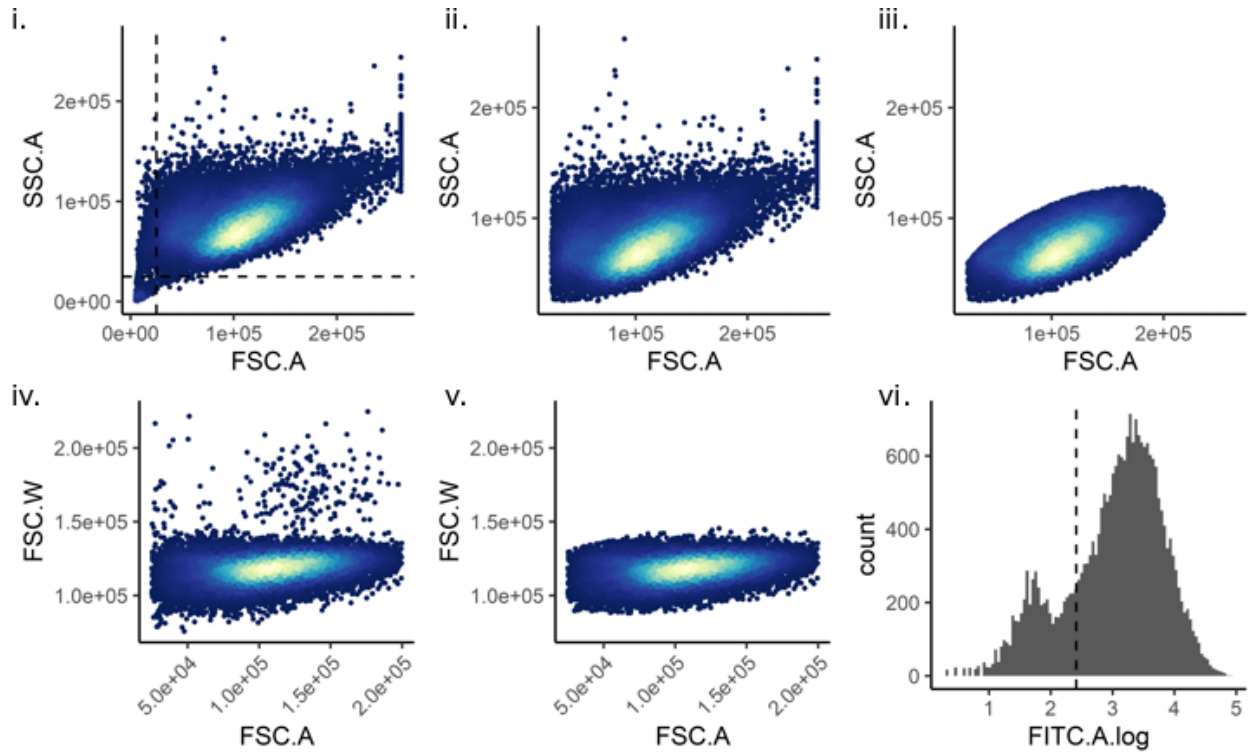 i.
SSC.A
2e+05
1e+05
0e+00
0e+00 1e+05 2e+05
FSC.A
ii.
SSC.A
2e+05
1e+05
1e+05 2e+05
FSC.A
iii.
SSC.A
2e+05
1e+05
1e+05 2e+05
FSC.A
iv.
FSC.W
2.0e+05
1.5e+05
1.0e+05
5.0e+04 1.0e+05 1.5e+05 2.0e+05
FSC.A
v.
FSC.W
2.0e+05
1.5e+05
1.0e+05
5.0e+04 1.0e+05 1.5e+05 2.0e+05
FSC.A
vi.
count
600
400
200
0
1 2 3 4 5
FITC.A.log